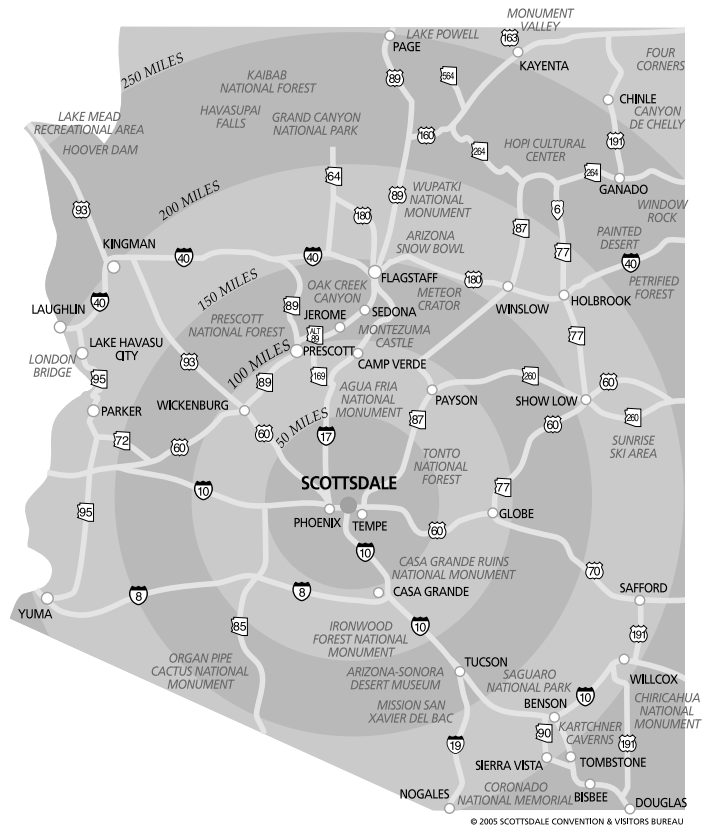 MONUMENT
VALLEY
LAKE POWELL
163
PAGE
250 MILES
KAYENTA
FOUR
CORNERS
KAIBAB
NATIONAL FOREST
89
564
CHINLE
HAVASUPAI
FALLS
GRAND CANYON
NATIONAL PARK
LAKE MEAD
RECREATIONAL AREA
CANYON
DE CHELLY
160
191
HOOVER DAM
264
HOPI CULTURAL
CENTER
264
64
GANADO
200 MILES
89
WUPATKI
NATIONAL
MONUMENT
WINDOW
ROCK
93
180
6
87
ARIZONA
SNOW BOWL
PAINTED
DESERT
KINGMAN
40
40
77
40
FLAGSTAFF
150 MILES
OAK CREEK
CANYON
METEOR
CRATOR
180
PETRIFIED
FOREST
40
89
WINSLOW
HOLBROOK
LAUGHLIN
JEROME
SEDONA
PRESCOTT
NATIONAL FOREST
ALT
89
MONTEZUMA
CASTLE
77
LAKE HAVASU
CITY
PRESCOTT
LONDON
BRIDGE
93
100 MILES
CAMP VERDE
95
89
169
260
60
AGUA FRIA
NATIONAL
MONUMENT
PAYSON
SHOW LOW
PARKER
WICKENBURG
50 MILES
87
260
60
72
60
60
17
SUNRISE
SKI AREA
TONTO
NATIONAL
FOREST
SCOTTSDALE
77
10
95
PHOENIX
TEMPE
60
GLOBE
10
CASA GRANDE RUINS
NATIONAL MONUMENT
70
8
8
CASA GRANDE
SAFFORD
YUMA
85
10
IRONWOOD
FOREST NATIONAL
MONUMENT
191
ORGAN PIPE
CACTUS NATIONAL
MONUMENT
ARIZONA-SONORA
DESERT MUSEUM
TUCSON
SAGUARO
NATIONAL PARK
WILLCOX
10
MISSION SAN
XAVIER DEL BAC
BENSON
CHIRICAHUA
NATIONAL
MONUMENT
90
KARTCHNER
CAVERNS
19
191
SIERRA VISTA
TOMBSTONE
CORONADO
NATIONAL MEMORIAL
NOGALES
BISBEE
DOUGLAS
© 2005 SCOTTSDALE CONVENTION & VISITORS BUREAU